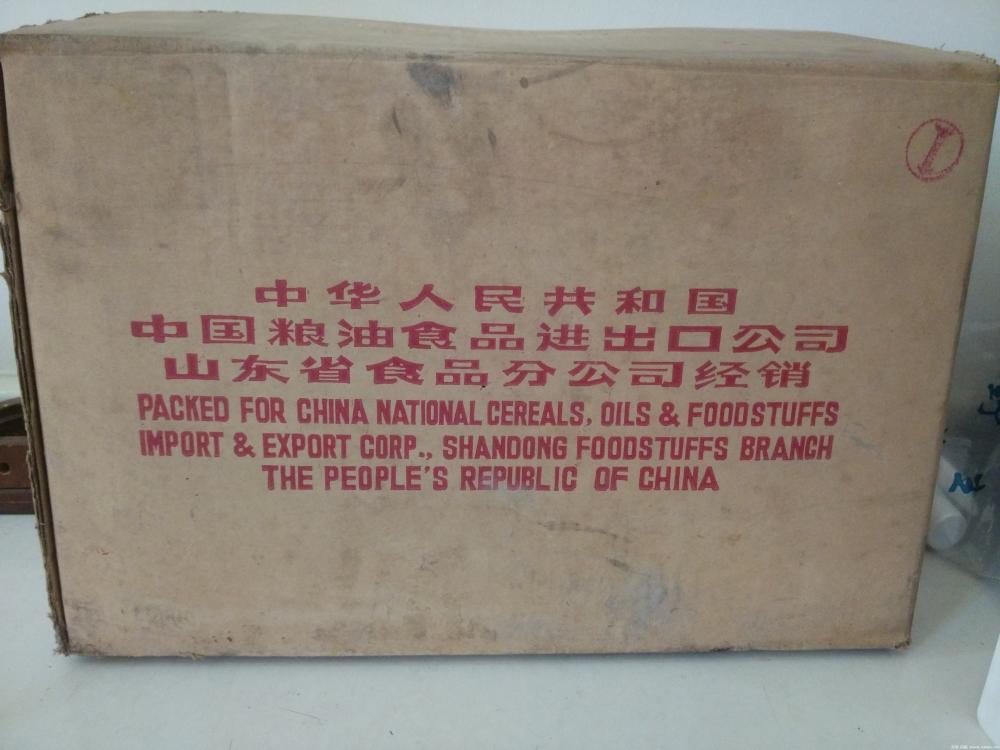 中华人民共和国
中国粮油食品进出口公司
山东省食品分公司经销
PACKED FOR CHINA NATIONAL CEREALS, OILS & FOODSTUFFS
IMPORT & EXPORT CORP., SHANDONG FOODSTUFFS BRANCH
THE PEOPLE'S REPUBLIC OF CHINA